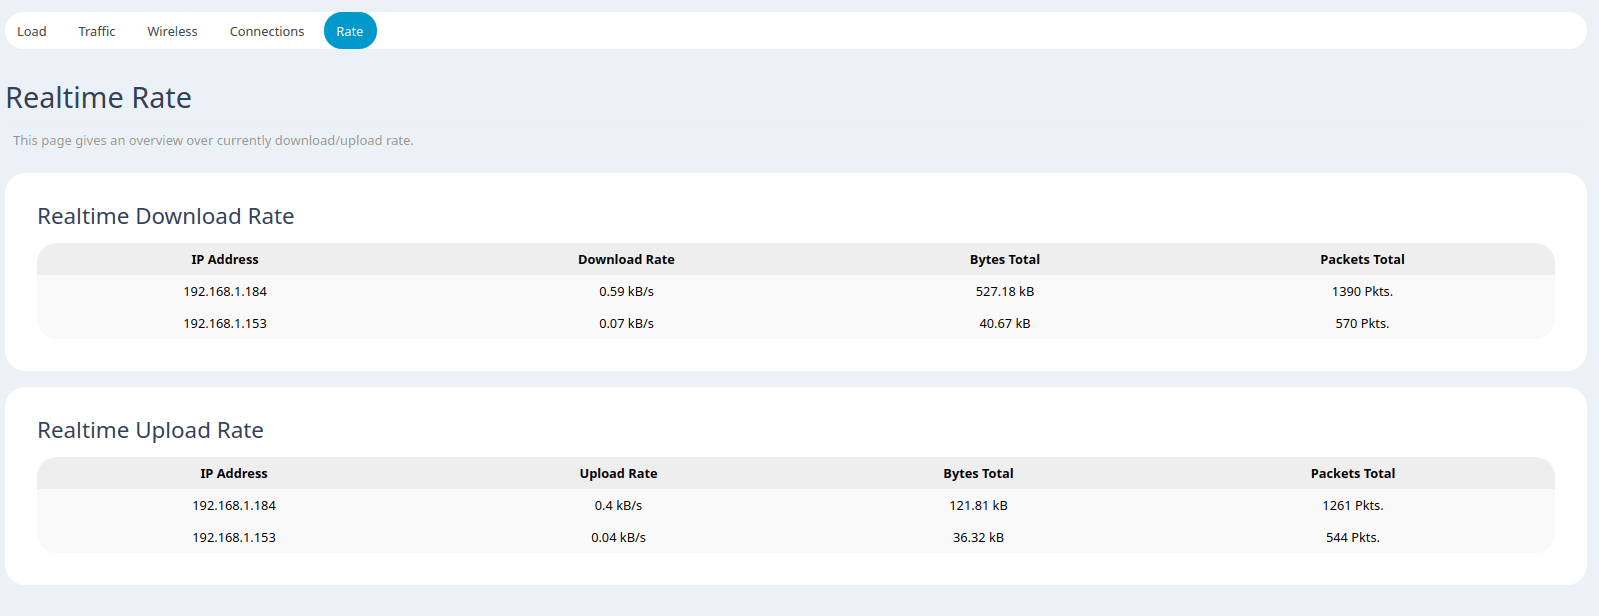 Load Traffic Wireless Connections Rate
Realtime Rate
This page gives an overview over currently download/upload rate.
Realtime Download Rate
IP Address Download Rate Bytes Total Packets Total
192.168.1.184 0.59 kB/s 527.18 kB 1390 Pkts.
192.168.1.153 0.07 kB/s 40.67 kB 570 Pkts.
Realtime Upload Rate
IP Address Upload Rate Bytes Total Packets Total
192.168.1.184 0.4 kB/s 121.81 kB 1261 Pkts.
192.168.1.153 0.04 kB/s 36.32 kB 544 Pkts.